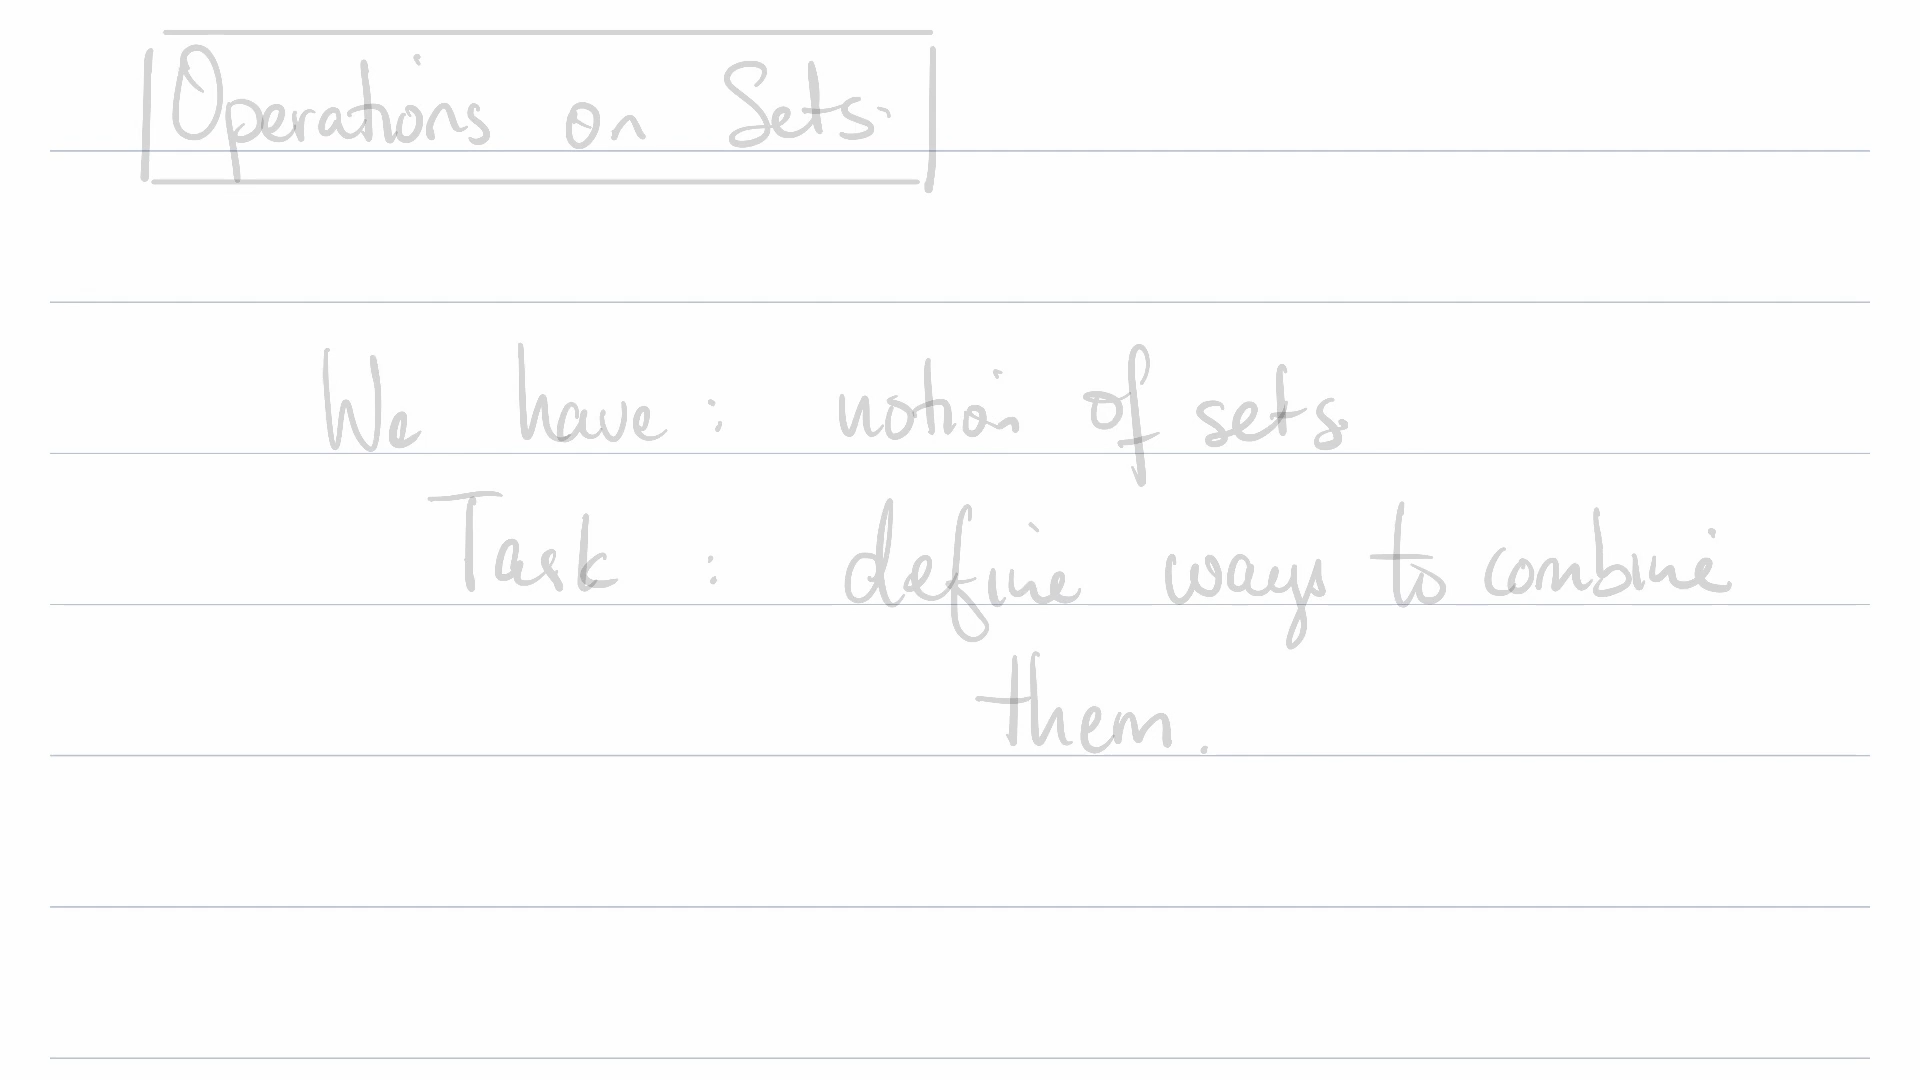 Operations on Sets.
We have : notion of sets.
Task : define ways to combine
them.